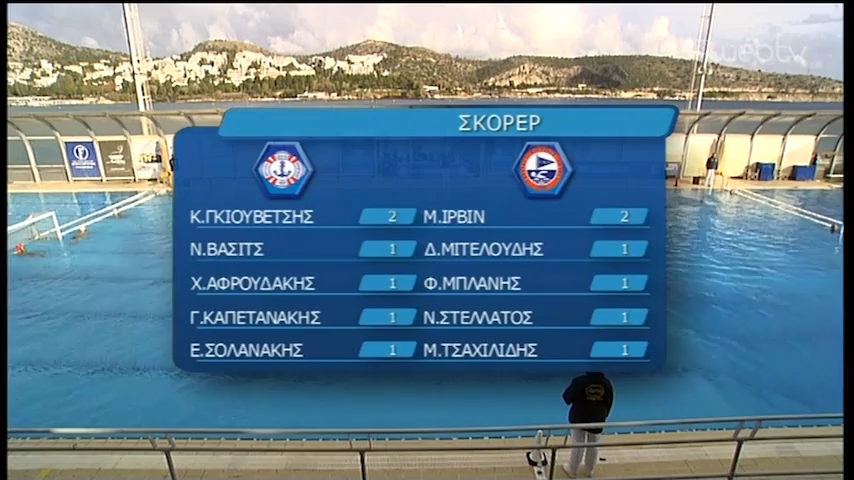 webtv
ΣΚΟΡΕΡ
Κ.ΓΚΙΟΥΒΕΤΣΗΣ 2 Μ.ΙΡΒΙΝ 2
Ν.ΒΑΣΙΤΣ 1 Δ.ΜΙΤΕΛΟΥΔΗΣ 1
Χ.ΑΦΡΟΥΔΑΚΗΣ 1 Φ.ΜΠΛΑΝΗΣ 1
Γ.ΚΑΠΕΤΑΝΑΚΗΣ 1 Ν.ΣΤΕΛΛΑΤΟΣ 1
Ε.ΣΟΛΑΝΑΚΗΣ 1 Μ.ΤΣΑΧΙΛΙΔΗΣ 1